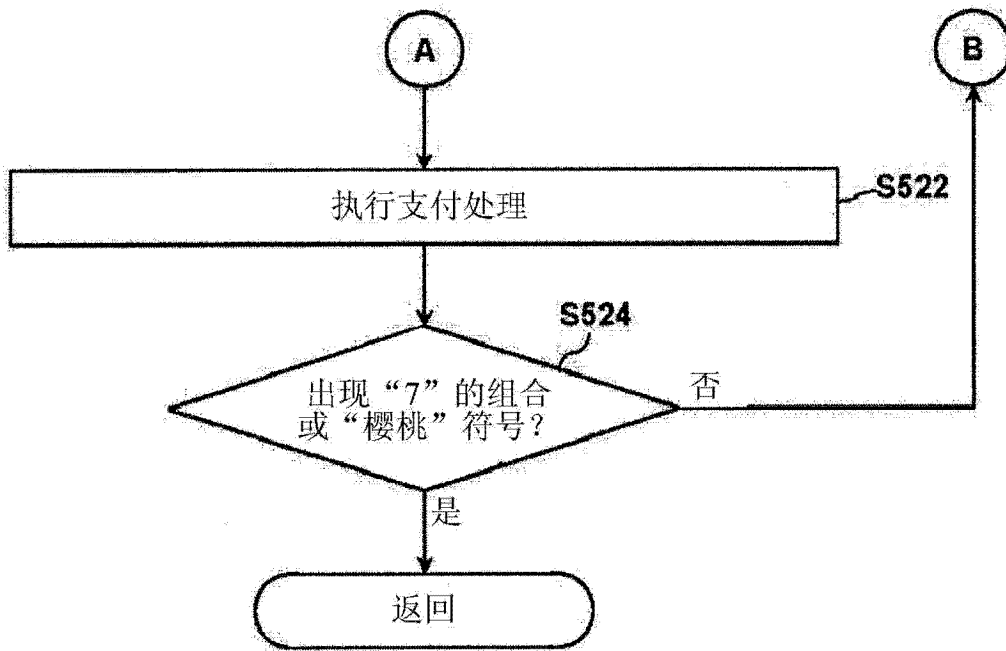 A
B
执行支付处理
S522
S524
出现“7”的组合
或“樱桃”符号？
否
是
返回